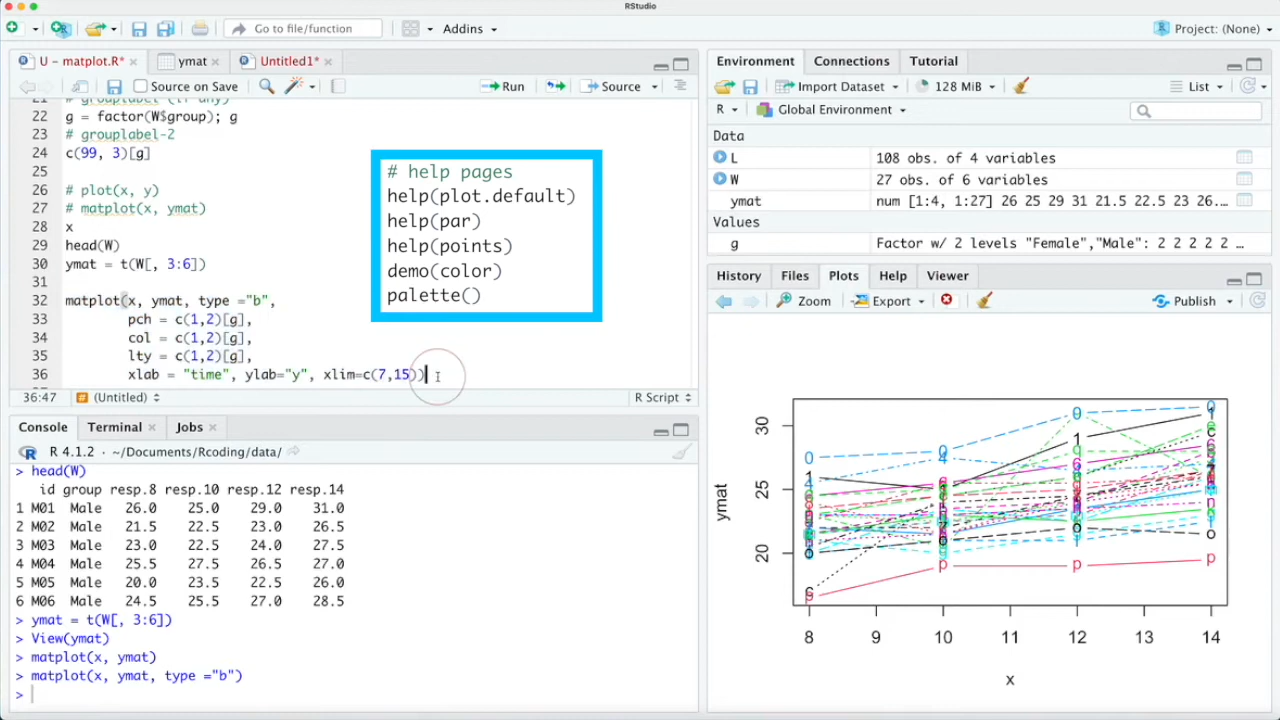 RStudio
Go to file/function
Addins
Project: (None)
U - matplot.R*
ymat
Untitled1*
Source on Save
Run
Source
21 # grouplabel (if any)
22 g = factor(W$group); g
23 # grouplabel-2
24 c(99, 3)[g]
25
26 # plot(x, y)
27 # matplot(x, ymat)
28 x
29 head(W)
30 ymat = t(W[, 3:6])
31
32 matplot(x, ymat, type ="b",
33 pch = c(1,2)[g],
34 col = c(1,2)[g],
35 lty = c(1,2)[g],
36 xlab = "time", ylab="y", xlim=c(7,15))
# help pages
help(plot.default)
help(par)
help(points)
demo(color)
palette()
36:47
# (Untitled)
R Script
Console
Terminal
Jobs
R 4.1.2 · ~/Documents/Rcoding/data/
> head(W)
id group resp.8 resp.10 resp.12 resp.14
1 M01 Male 26.0 25.0 29.0 31.0
2 M02 Male 21.5 22.5 23.0 26.5
3 M03 Male 23.0 22.5 24.0 27.5
4 M04 Male 25.5 27.5 26.5 27.0
5 M05 Male 20.0 23.5 22.5 26.0
6 M06 Male 24.5 25.5 27.0 28.5
> ymat = t(W[, 3:6])
> View(ymat)
> matplot(x, ymat)
> matplot(x, ymat, type ="b")
>
Environment
Connections
Tutorial
Import Dataset
128 MiB
List
R
Global Environment
Data
L 108 obs. of 4 variables
W 27 obs. of 6 variables
ymat num [1:4, 1:27] 26 25 29 31 21.5 22.5 23 26...
Values
g Factor w/ 2 levels "Female","Male": 2 2 2 2 2 …
History
Files
Plots
Help
Viewer
Zoom
Export
Publish
30
25
20
ymat
8 9 10 11 12 13 14
x